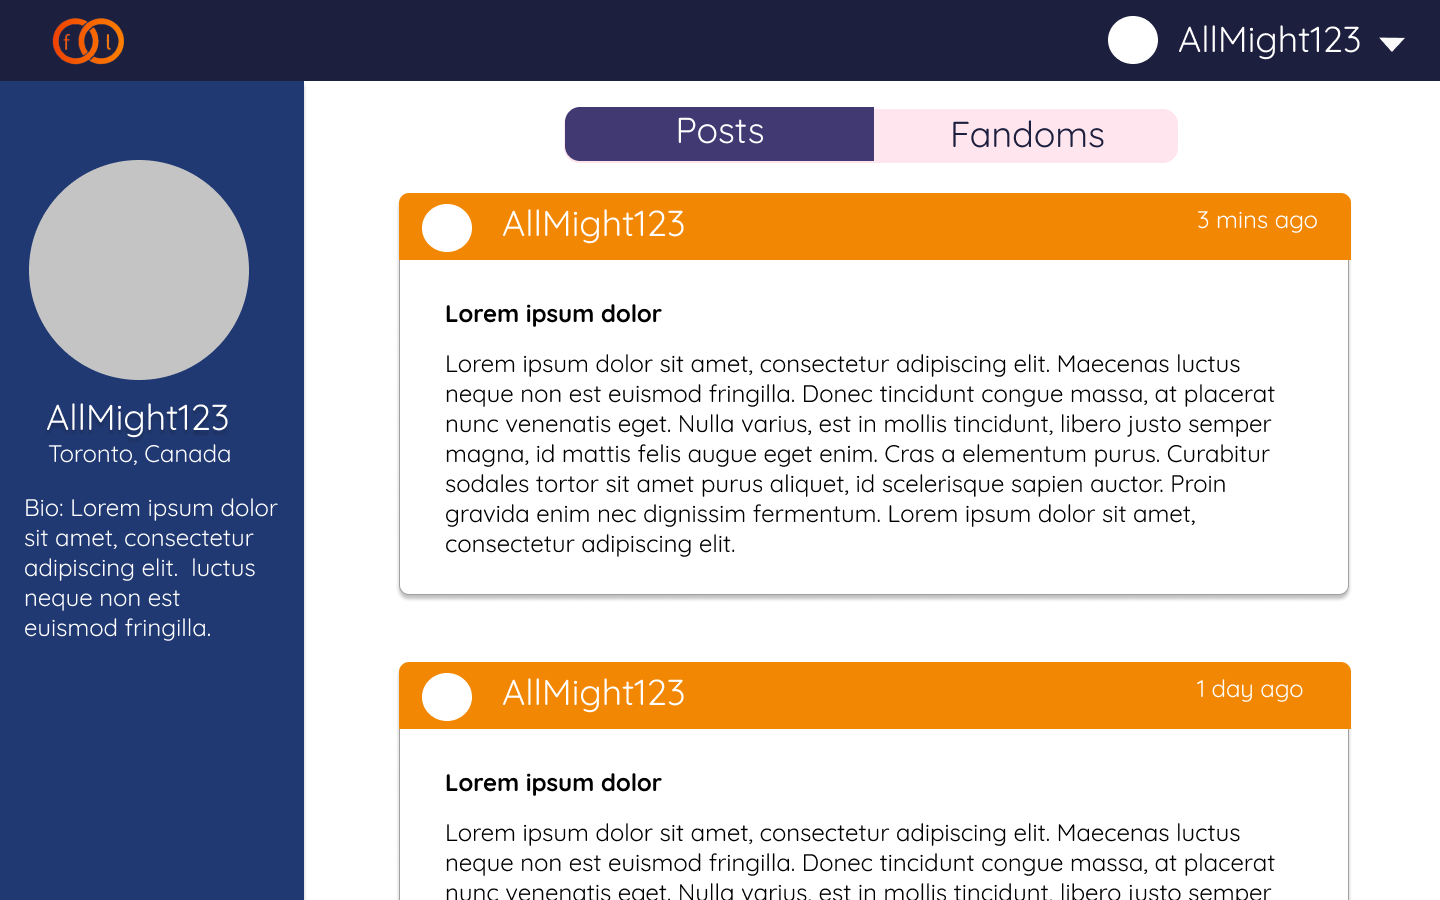 f l
AllMight123
Posts
Fandoms
AllMight123
Toronto, Canada
Bio: Lorem ipsum dolor
sit amet, consectetur
adipiscing elit.  luctus
neque non est
euismod fringilla.
AllMight123
3 mins ago
Lorem ipsum dolor
Lorem ipsum dolor sit amet, consectetur adipiscing elit. Maecenas luctus
neque non est euismod fringilla. Donec tincidunt congue massa, at placerat
nunc venenatis eget. Nulla varius, est in mollis tincidunt, libero justo semper
magna, id mattis felis augue eget enim. Cras a elementum purus. Curabitur
sodales tortor sit amet purus aliquet, id scelerisque sapien auctor. Proin
gravida enim nec dignissim fermentum. Lorem ipsum dolor sit amet,
consectetur adipiscing elit.
AllMight123
1 day ago
Lorem ipsum dolor
Lorem ipsum dolor sit amet, consectetur adipiscing elit. Maecenas luctus
neque non est euismod fringilla. Donec tincidunt congue massa, at placerat
nunc venenatis eget. Nulla varius, est in mollis tincidunt, libero justo semper